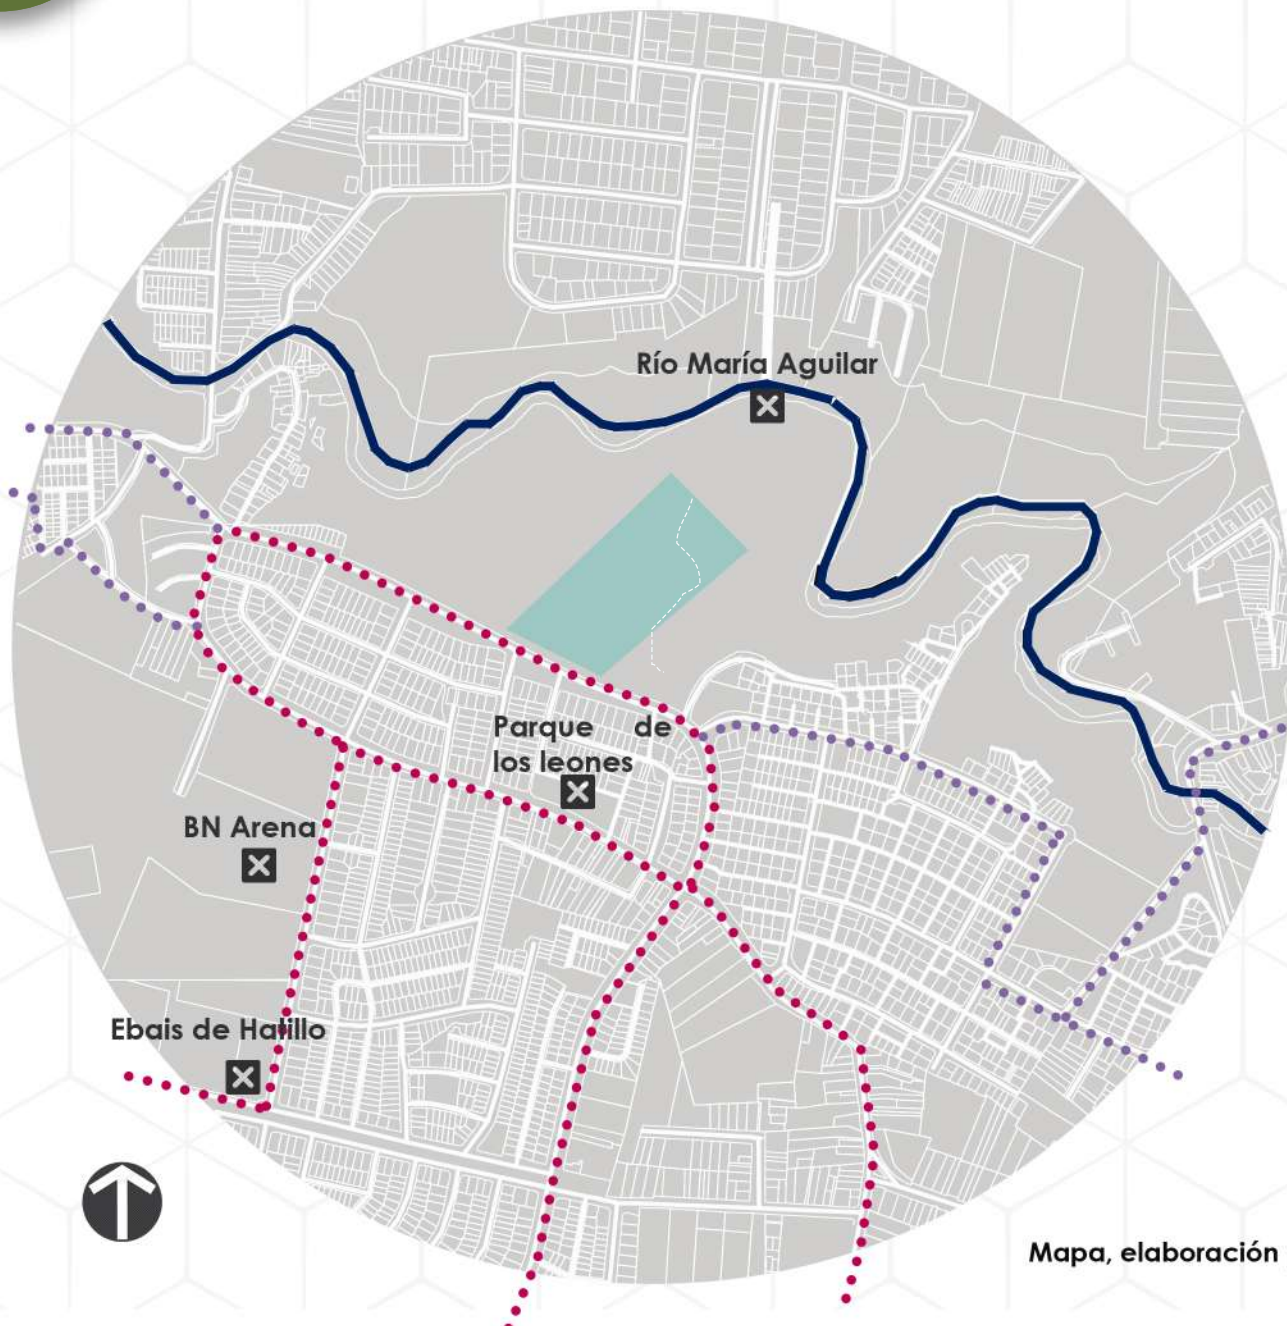 Río María Aguilar
Parque de
los leones
BN Arena
Ebais de Hatillo
Mapa, elaboración